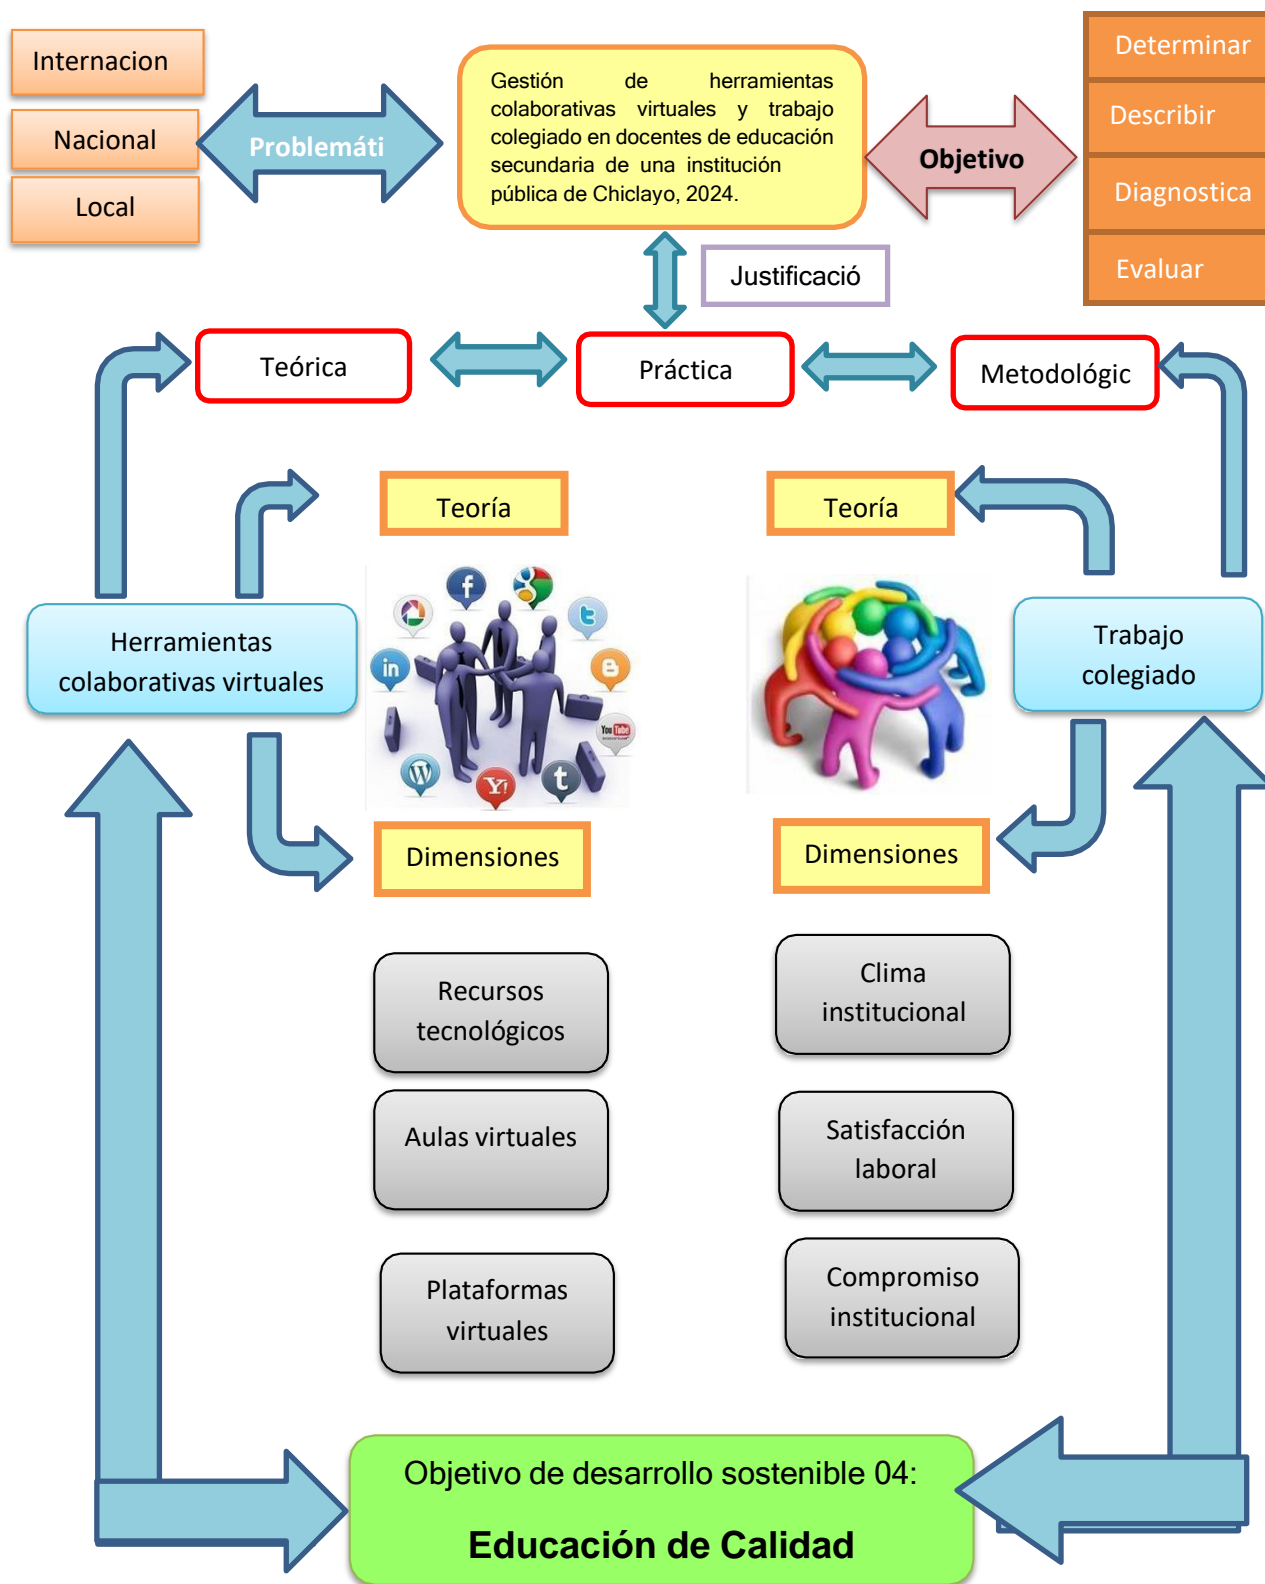 Internacion
Nacional
Local
Problemáti
Gestión de herramientas
colaborativas virtuales y trabajo
colegiado en docentes de educación
secundaria de una institución
pública de Chiclayo, 2024.
Objetivo
Determinar
Describir
Diagnostica
Evaluar
Justificació
Teórica
Práctica
Metodológic
Teoría
Teoría
Herramientas
colaborativas virtuales
f
g
t
in
B
You Tube
W
Y!
t
Trabajo
colegiado
Dimensiones
Dimensiones
Recursos
tecnológicos
Aulas virtuales
Plataformas
virtuales
Clima
institucional
Satisfacción
laboral
Compromiso
institucional
Objetivo de desarrollo sostenible 04:
Educación de Calidad